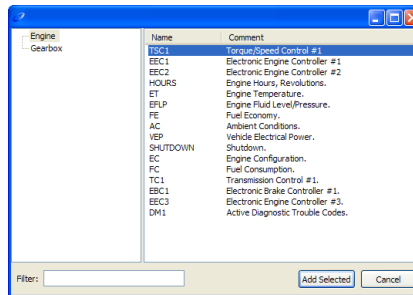 Engine
Gearbox
Name Comment
TSC1 Torque/Speed Control #1
EEC1 Electronic Engine Controller #1
EEC2 Electronic Engine Controller #2
HOURS Engine Hours, Revolutions.
ET Engine Temperature.
EFLP Engine Fluid Level/Pressure.
FE Fuel Economy.
AC Ambient Conditions.
VEP Vehicle Electrical Power.
SHUTDOWN Shutdown.
EC Engine Configuration.
FC Fuel Consumption.
TC1 Transmission Control #1.
EBC1 Electronic Brake Controller #1.
EEC3 Electronic Engine Controller #3.
DM1 Active Diagnostic Trouble Codes.
Filter: Add Selected Cancel